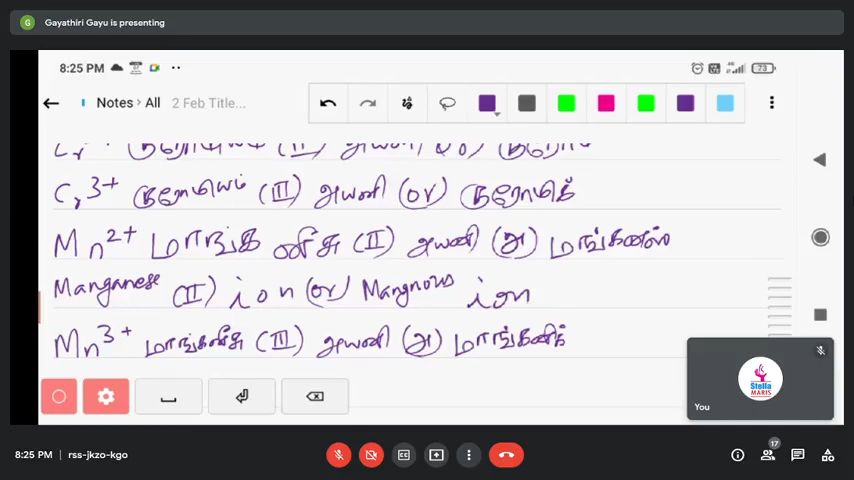 Gayathiri Gayu is presenting
8:25 PM
73
Notes > All 2 Feb Title...
Cr3+ குரோமியம் (III) அயனி (or) குரோமிக்
Mn2+ மாங்கனீசு (II) அயனி (அ) மாங்கனஸ்
Manganese (II) ion (or) Mangnous ion
Mn3+ மாங்கனீசு (III) அயனி (அ) மாங்கனிக்
Stella
MARIS
You
8:25 PM | rss-jkzo-kgo
17